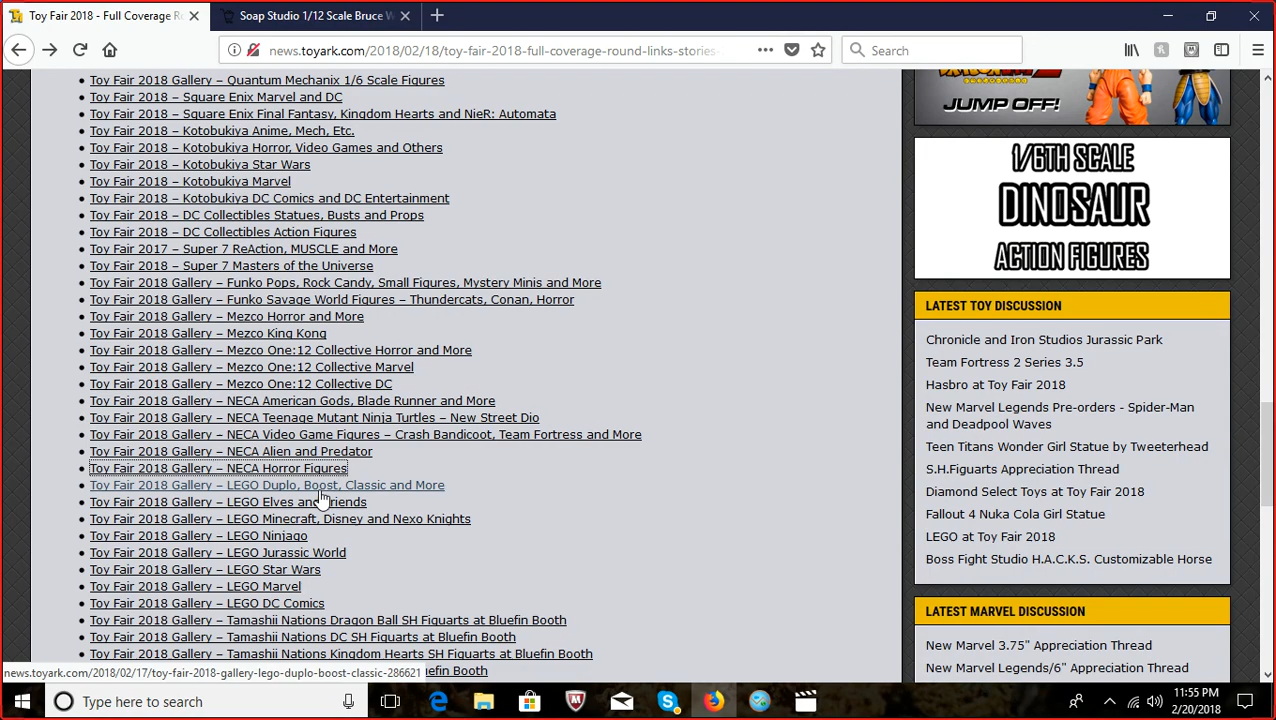 Toy Fair 2018 - Full Coverage Ro
Soap Studio 1/12 Scale Bruce W
news.toyark.com/2018/02/18/toy-fair-2018-full-coverage-round-links-stories-
Search
Toy Fair 2018 Gallery – Quantum Mechanix 1/6 Scale Figures
Toy Fair 2018 – Square Enix Marvel and DC
Toy Fair 2018 – Square Enix Final Fantasy, Kingdom Hearts and NieR: Automata
Toy Fair 2018 – Kotobukiya Anime, Mech, Etc.
Toy Fair 2018 – Kotobukiya Horror, Video Games and Others
Toy Fair 2018 – Kotobukiya Star Wars
Toy Fair 2018 – Kotobukiya Marvel
Toy Fair 2018 – Kotobukiya DC Comics and DC Entertainment
Toy Fair 2018 – DC Collectibles Statues, Busts and Props
Toy Fair 2018 – DC Collectibles Action Figures
Toy Fair 2017 – Super 7 ReAction, MUSCLE and More
Toy Fair 2018 – Super 7 Masters of the Universe
Toy Fair 2018 Gallery – Funko Pops, Rock Candy, Small Figures, Mystery Minis and More
Toy Fair 2018 Gallery – Funko Savage World Figures – Thundercats, Conan, Horror
Toy Fair 2018 Gallery – Mezco Horror and More
Toy Fair 2018 Gallery – Mezco King Kong
Toy Fair 2018 Gallery – Mezco One:12 Collective Horror and More
Toy Fair 2018 Gallery – Mezco One:12 Collective Marvel
Toy Fair 2018 Gallery – Mezco One:12 Collective DC
Toy Fair 2018 Gallery – NECA American Gods, Blade Runner and More
Toy Fair 2018 Gallery – NECA Teenage Mutant Ninja Turtles – New Street Dio
Toy Fair 2018 Gallery – NECA Video Game Figures – Crash Bandicoot, Team Fortress and More
Toy Fair 2018 Gallery – NECA Alien and Predator
Toy Fair 2018 Gallery – NECA Horror Figures
Toy Fair 2018 Gallery – LEGO Duplo, Boost, Classic and More
Toy Fair 2018 Gallery – LEGO Elves and Friends
Toy Fair 2018 Gallery – LEGO Minecraft, Disney and Nexo Knights
Toy Fair 2018 Gallery – LEGO Ninjago
Toy Fair 2018 Gallery – LEGO Jurassic World
Toy Fair 2018 Gallery – LEGO Star Wars
Toy Fair 2018 Gallery – LEGO Marvel
Toy Fair 2018 Gallery – LEGO DC Comics
Toy Fair 2018 Gallery – Tamashii Nations Dragon Ball SH Figuarts at Bluefin Booth
Toy Fair 2018 Gallery – Tamashii Nations DC SH Figuarts at Bluefin Booth
Toy Fair 2018 Gallery – Tamashii Nations Kingdom Hearts SH Figuarts at Bluefin Booth
efin Booth
news.toyark.com/2018/02/17/toy-fair-2018-gallery-lego-duplo-boost-classic-286621
JUMP OFF!
1/6TH SCALE
DINOSAUR
ACTION FIGURES
LATEST TOY DISCUSSION
Chronicle and Iron Studios Jurassic Park
Team Fortress 2 Series 3.5
Hasbro at Toy Fair 2018
New Marvel Legends Pre-orders - Spider-Man
and Deadpool Waves
Teen Titans Wonder Girl Statue by Tweeterhead
S.H.Figuarts Appreciation Thread
Diamond Select Toys at Toy Fair 2018
Fallout 4 Nuka Cola Girl Statue
LEGO at Toy Fair 2018
Boss Fight Studio H.A.C.K.S. Customizable Horse
LATEST MARVEL DISCUSSION
New Marvel 3.75" Appreciation Thread
New Marvel Legends/6" Appreciation Thread
Type here to search
11:55 PM
2/20/2018